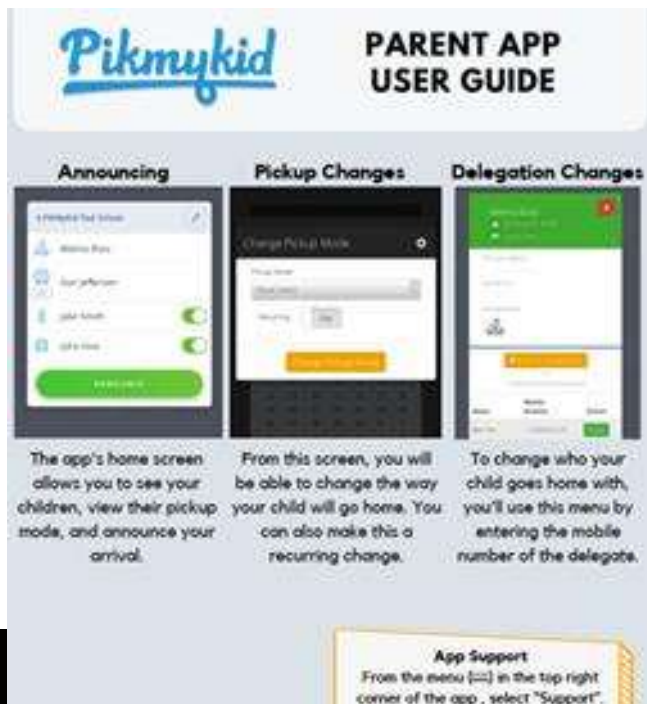 Pikmykid
PARENT APP
USER GUIDE
Announcing
Pickup Changes
Delegation Changes
Change Pickup Mode
The app's home screen
allows you to see your
children, view their pickup
mode, and announce your
arrival.
From this screen, you will
be able to change the way
your child will go home. You
can also make this a
recurring change.
To change who your
child goes home with,
you'll use this menu by
entering the mobile
number of the delegate.
App Support
From the menu (☰) in the top right
corner of the app , select "Support".